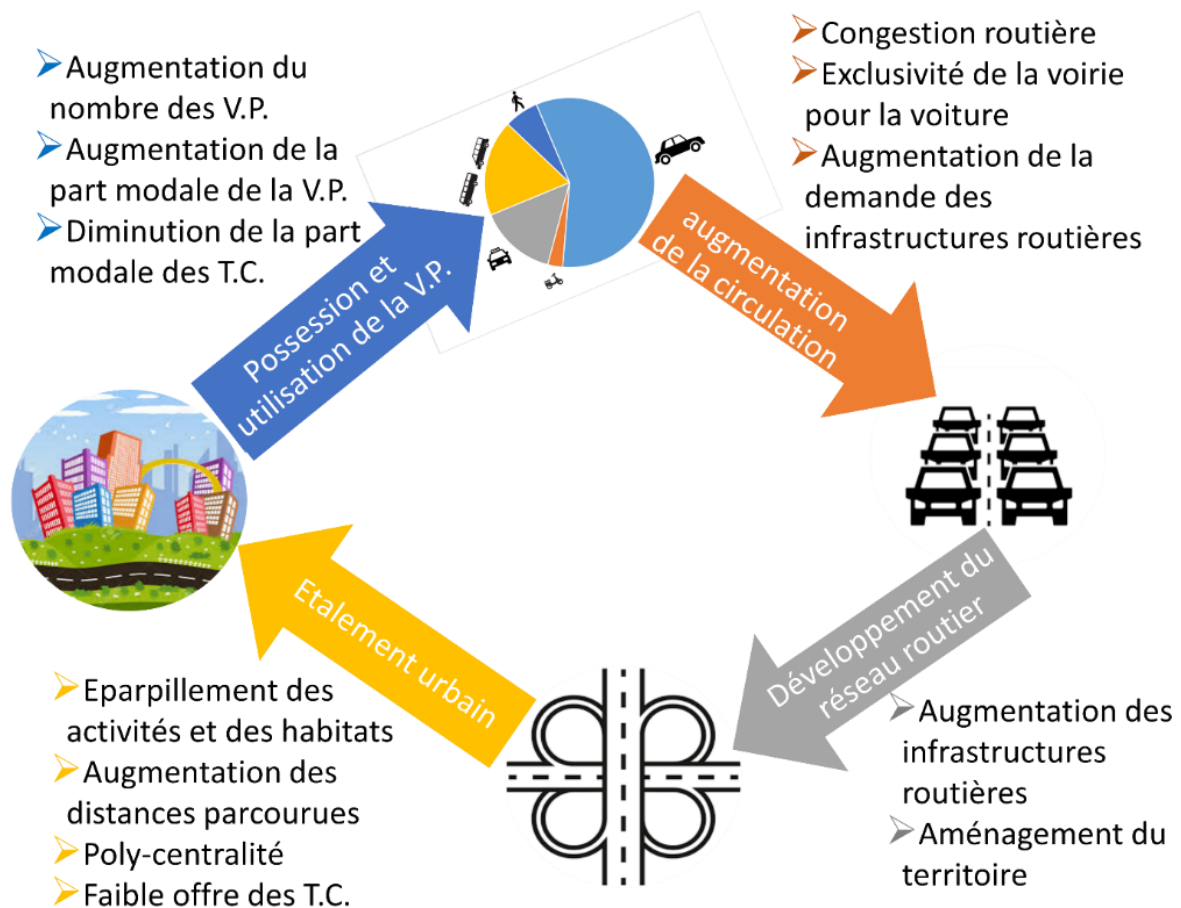 Augmentation du
nombre des V.P.
Augmentation de la
part modale de la V.P.
Diminution de la part
modale des T.C.
Possession et
utilisation de la V.P.
Congestion routière
Exclusivité de la voirie
pour la voiture
Augmentation de la
demande des
infrastructures routières
augmentation
de la circulation
Développement du
réseau routier
Augmentation des
infrastructures
routières
Aménagement du
territoire
Etalement urbain
Eparpillement des
activités et des habitats
Augmentation des
distances parcourues
Poly-centralité
Faible offre des T.C.